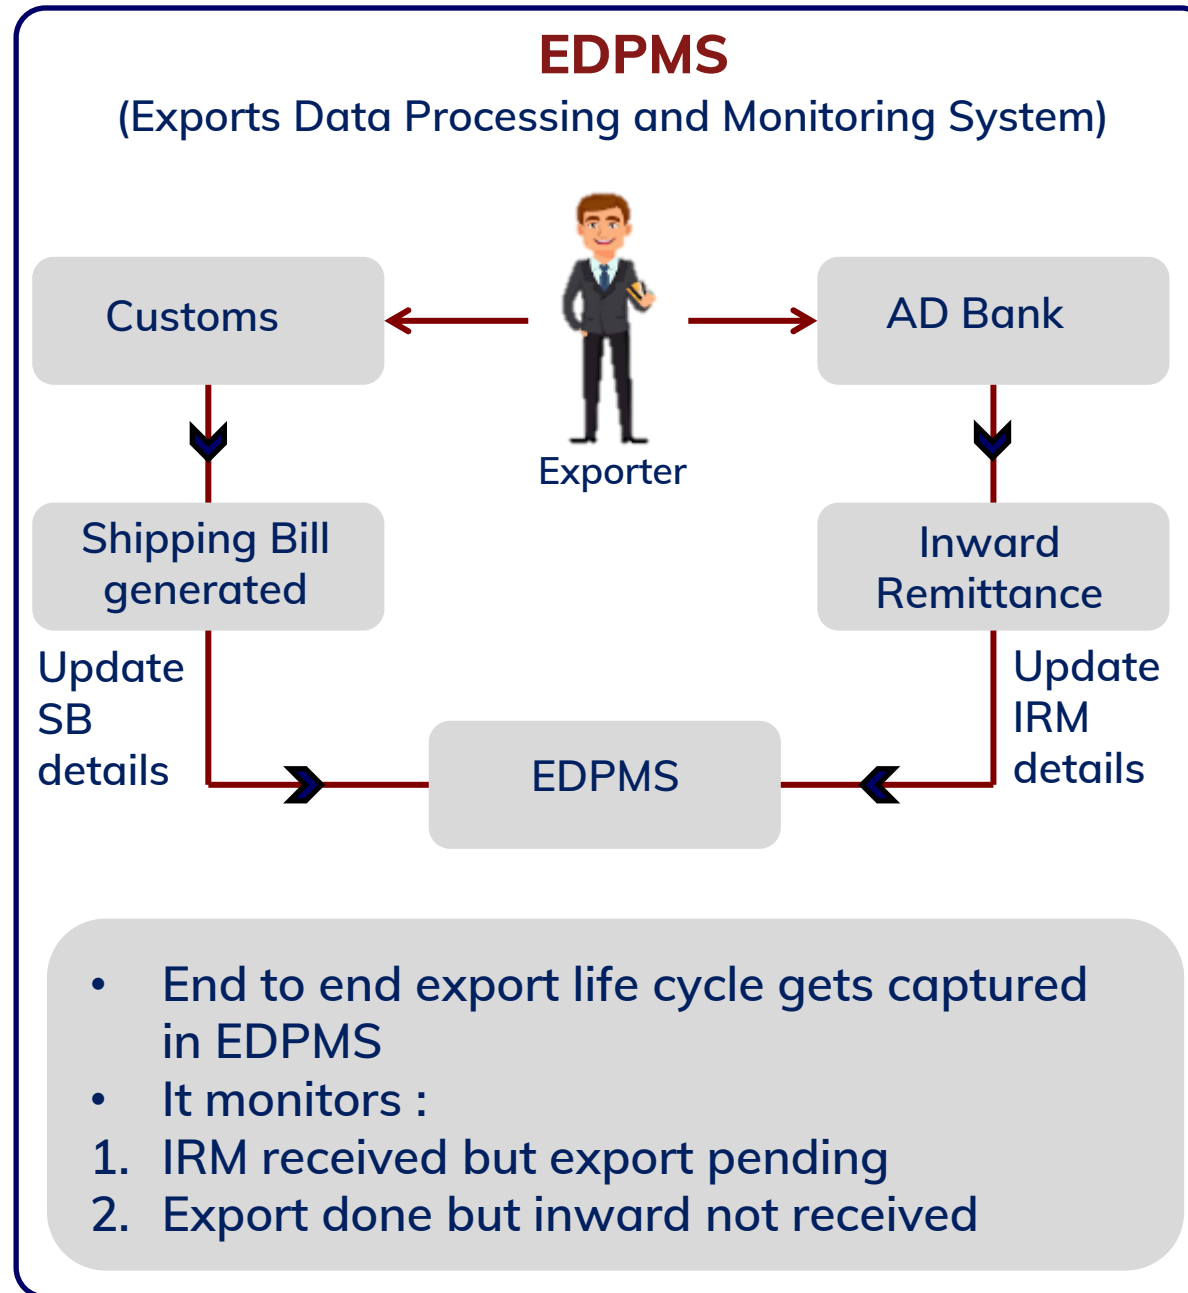 EDPMS
(Exports Data Processing and Monitoring System)
Customs
AD Bank
Exporter
Shipping Bill
generated
Inward
Remittance
Update
SB
details
Update
IRM
details
EDPMS
• End to end export life cycle gets captured
in EDPMS
• It monitors :
1. IRM received but export pending
2. Export done but inward not received